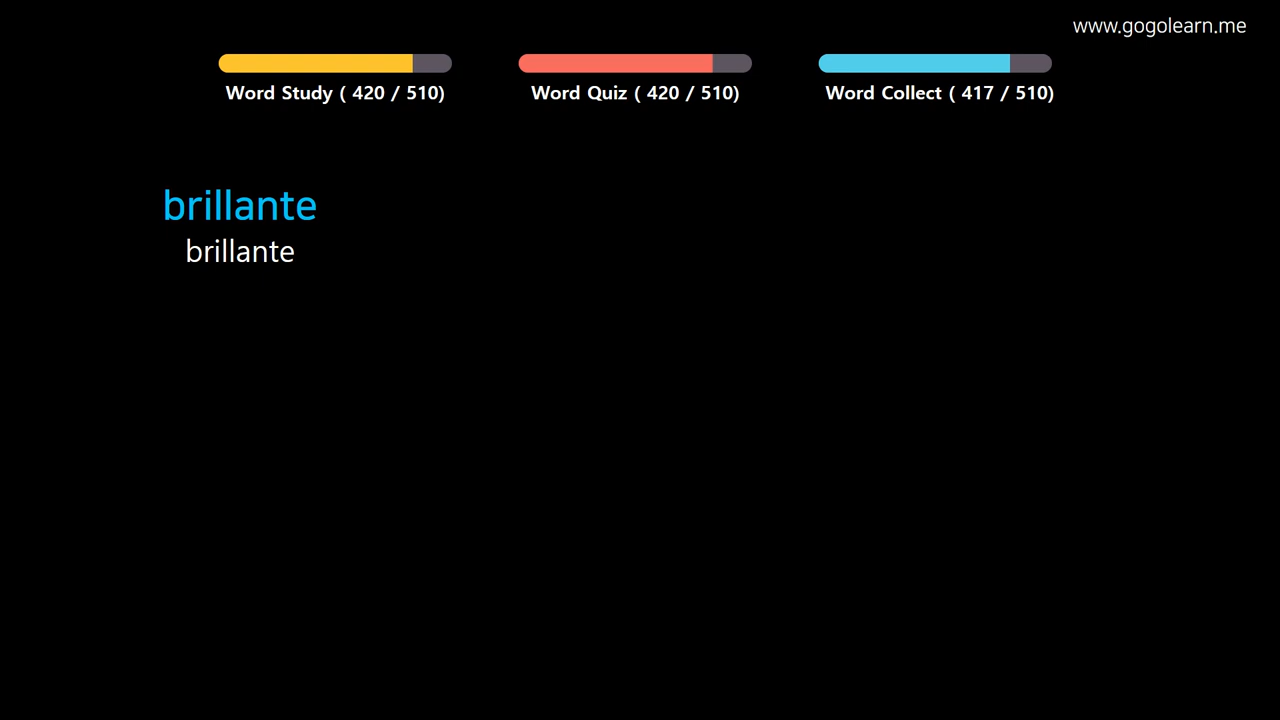 www.gogolearn.me
Word Study ( 420 / 510)
Word Quiz ( 420 / 510)
Word Collect ( 417 / 510)
brillante
brillante